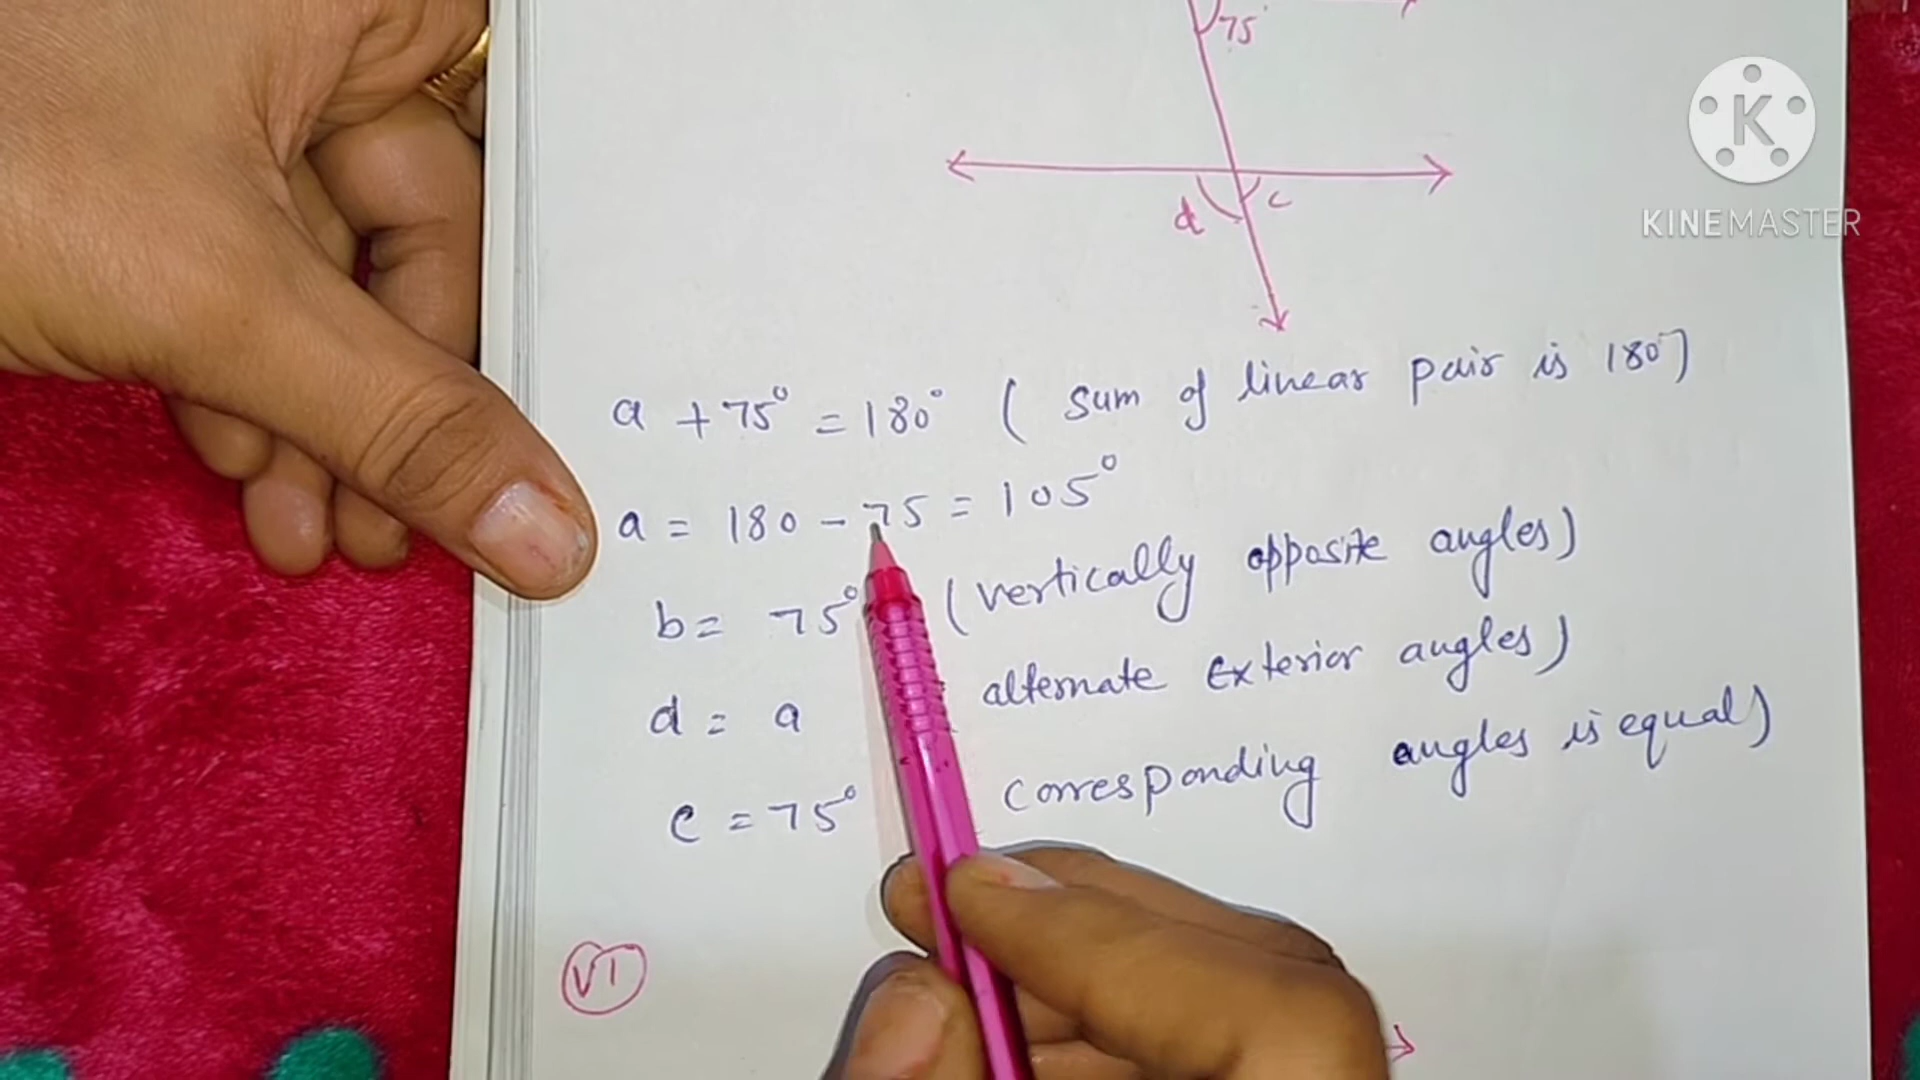 75°
d c
a + 75° = 180° ( sum of linear pair is 180°)
a = 180 - 75 = 105°
b = 75° (vertically opposite angles)
d = a alternate exterior angles)
c = 75° corresponding angles is equal)
VI
K
KINEMASTER